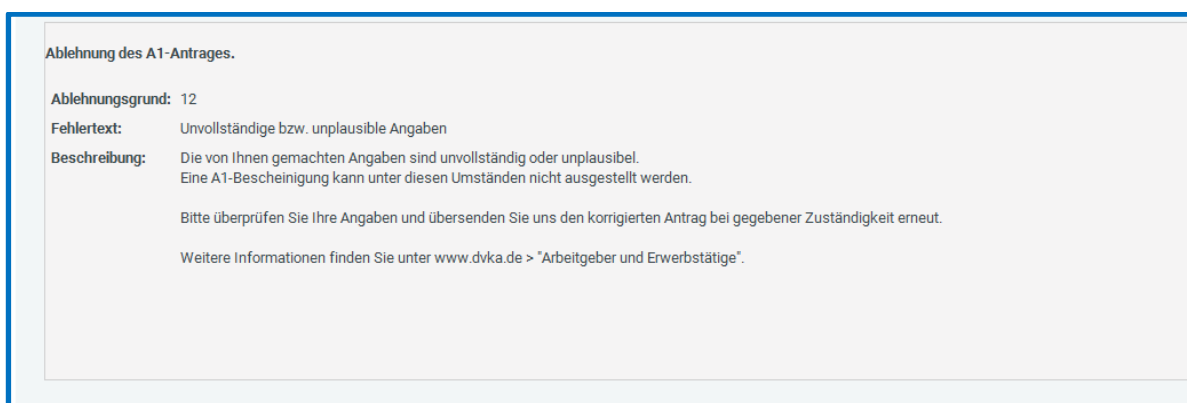 Ablehnung des A1-Antrages.
Ablehnungsgrund: 12
Fehlertext: Unvollständige bzw. unplausible Angaben
Beschreibung: Die von Ihnen gemachten Angaben sind unvollständig oder unplausibel.
Eine A1-Bescheinigung kann unter diesen Umständen nicht ausgestellt werden.
Bitte überprüfen Sie Ihre Angaben und übersenden Sie uns den korrigierten Antrag bei gegebener Zuständigkeit erneut.
Weitere Informationen finden Sie unter www.dvka.de > "Arbeitgeber und Erwerbstätige".